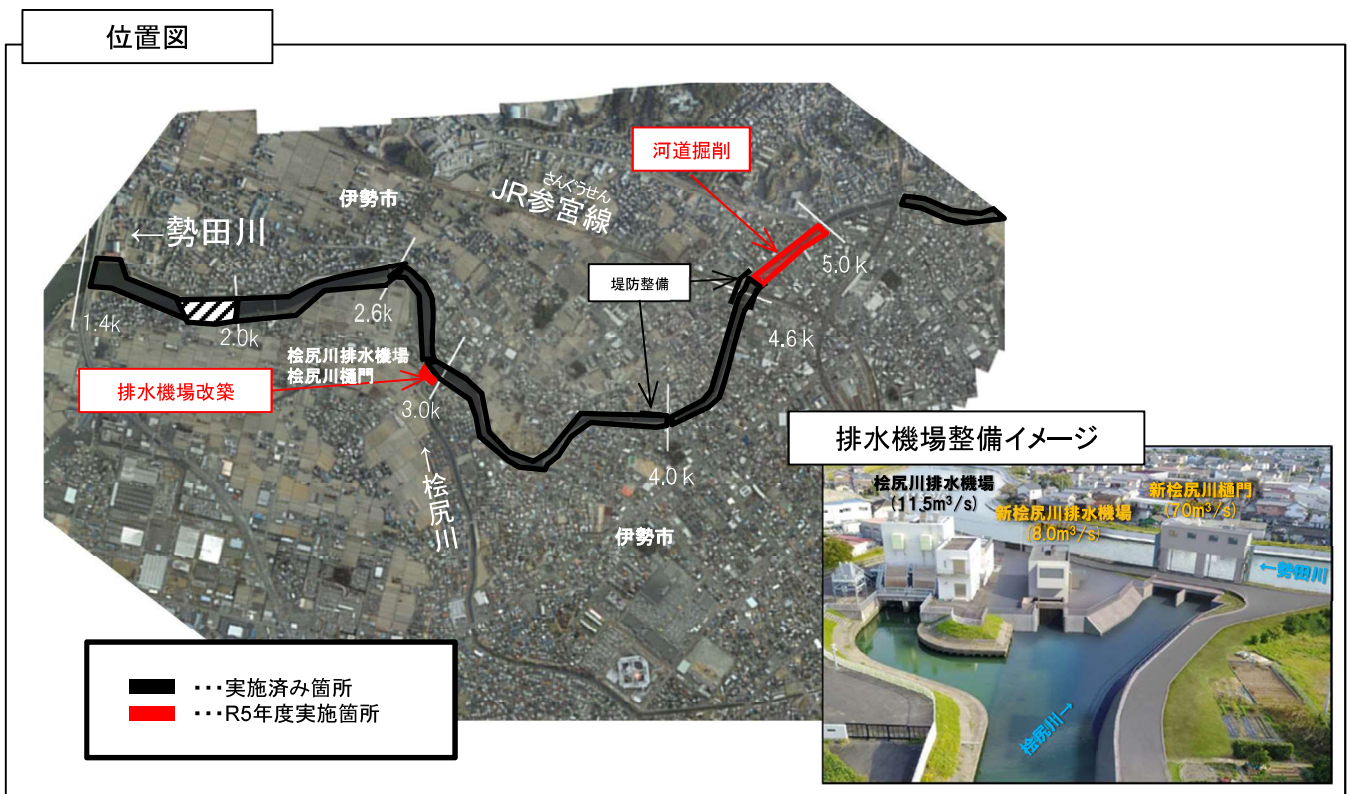 位置図
河道掘削
さんぐうせん
JR参宮線
伊勢市
←勢田川
堤防整備
5.0k
4.6k
1.4k
2.0k
2.6k
桧尻川排水機場
桧尻川樋門
排水機場改築
3.0k
←桧尻川
4.0k
伊勢市
排水機場整備イメージ
桧尻川排水機場
(11.5m³/s)
新桧尻川排水機場
(8.0m³/s)
新桧尻川樋門
(70m³/s)
←勢田川
桧尻川→
･･･実施済み箇所
･･･R5年度実施箇所